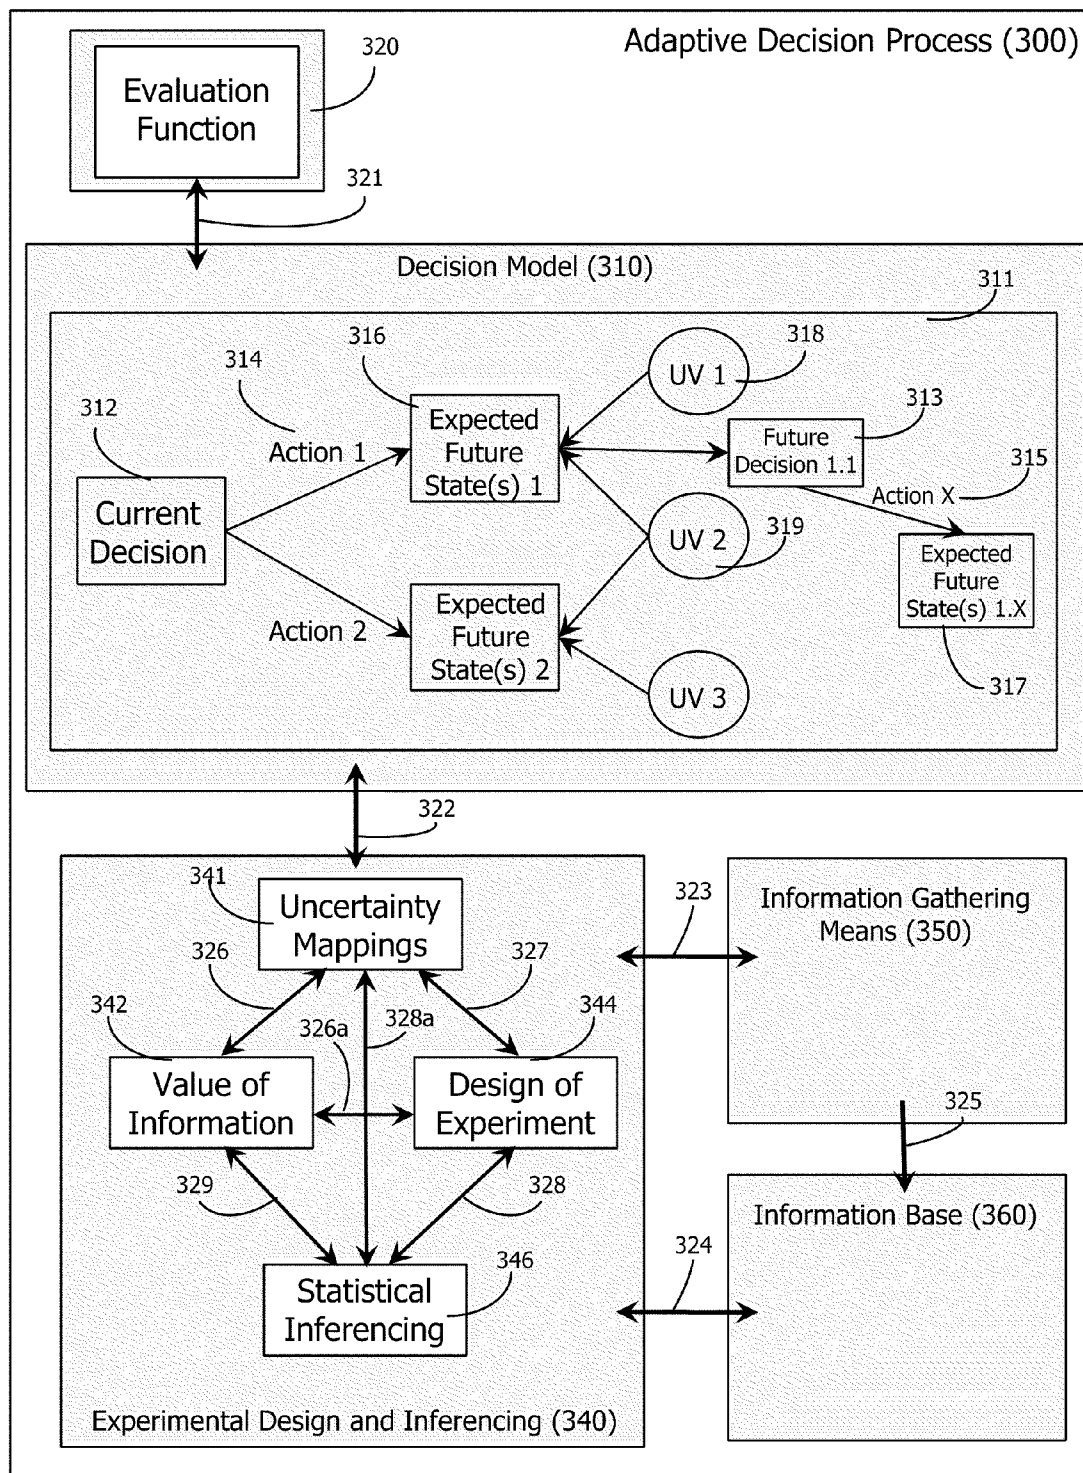 Adaptive Decision Process (300)
320
Evaluation
Function
321
Decision Model (310)
311
316
318
314
UV 1
313
312
Expected
Future
State(s) 1
Action 1
Future
Decision 1.1
315
Action X
Current
Decision
UV 2
319
Expected
Future
State(s) 1.X
Expected
Future
State(s) 2
Action 2
317
UV 3
322
341
Uncertainty
Mappings
323
Information Gathering
Means (350)
326
327
342
326a
328a
344
Value of
Information
Design of
Experiment
325
329
328
Information Base (360)
324
346
Statistical
Inferencing
Experimental Design and Inferencing (340)